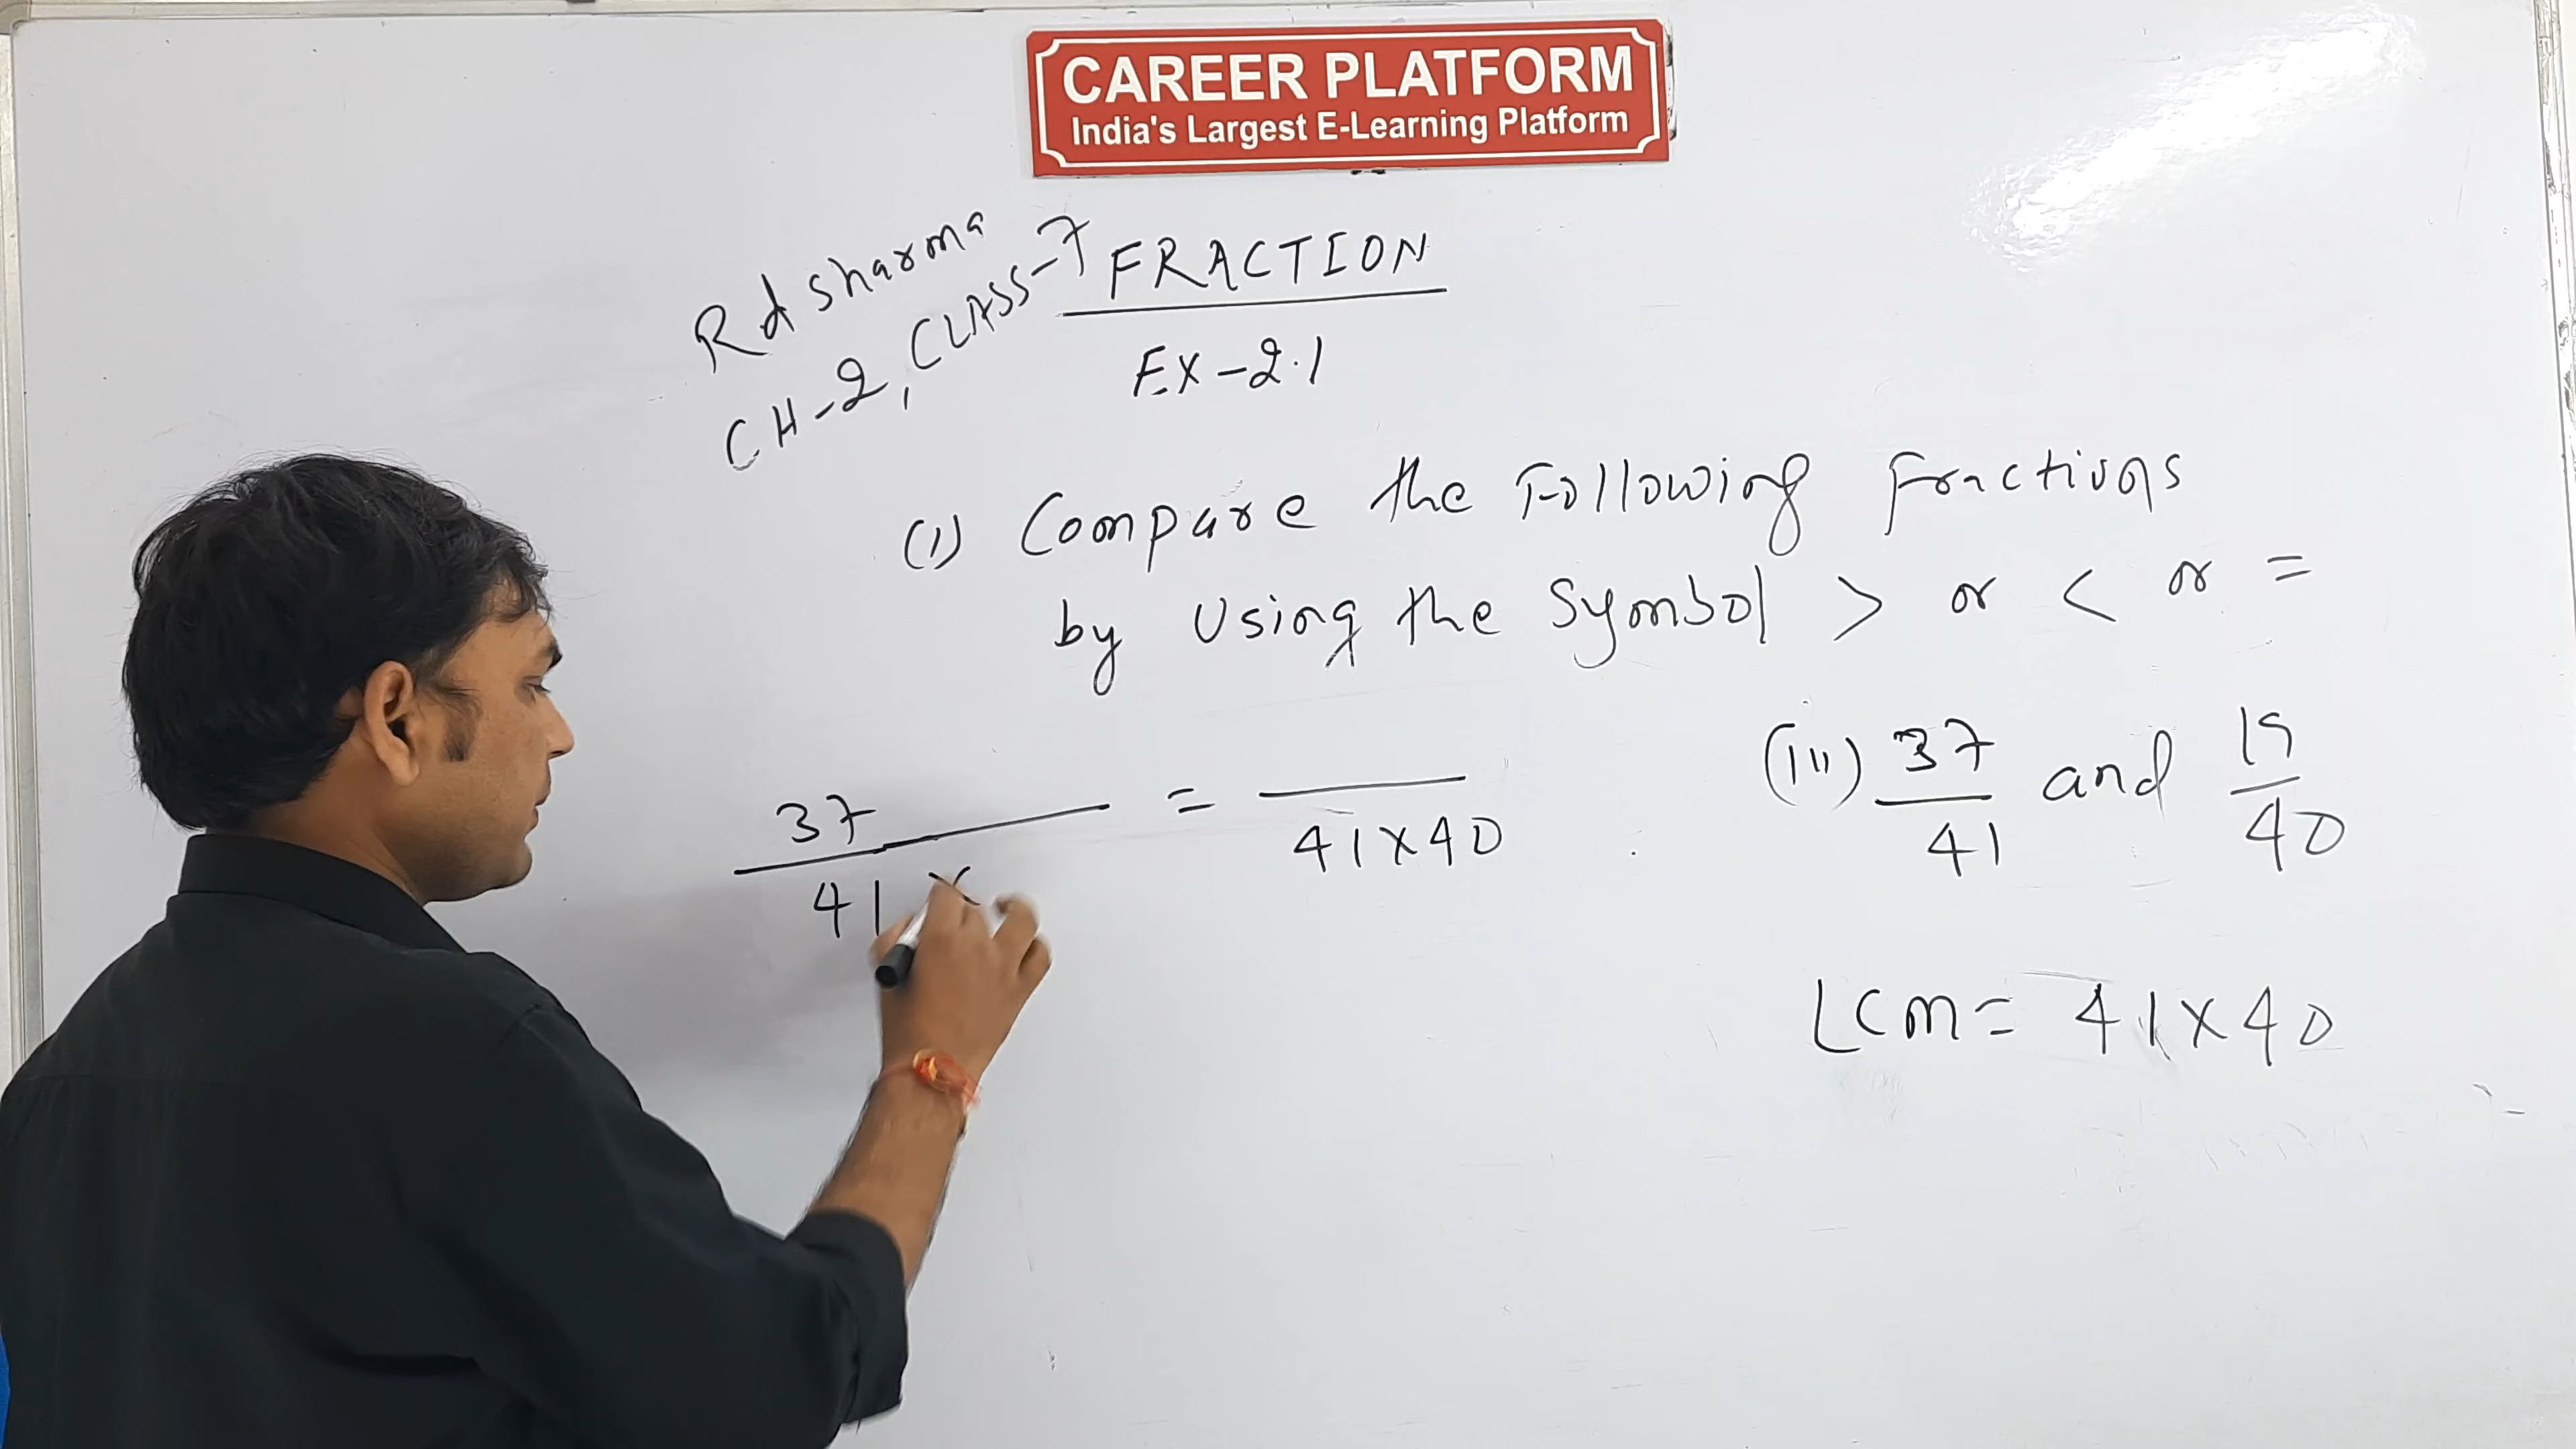 CAREER PLATFORM
India's Largest E-Learning Platform
Rd sharma
CH-2, CLASS-7
FRACTION
EX-2.1
(1) Compare the Following Fractions
by Using the Symbol > or < or =
(iii) 37/41 and 19/40
37/41 × = /41×40
LCM = 41×40